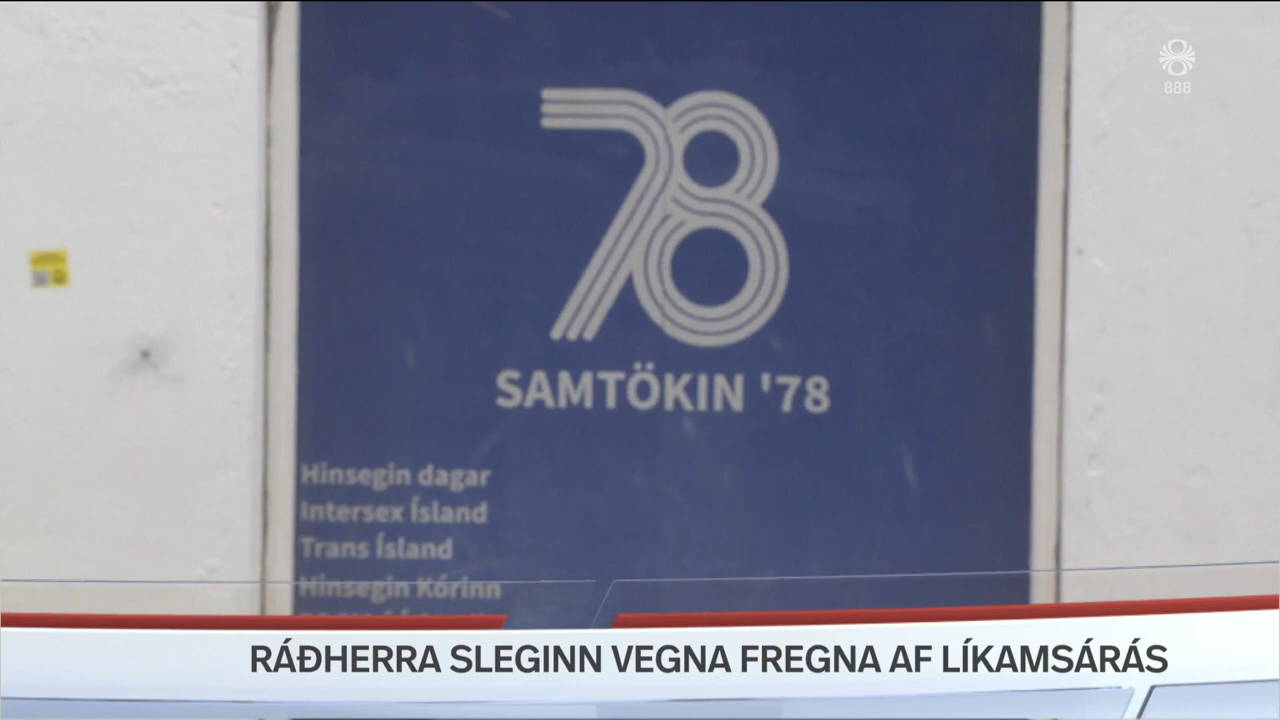 888
78
SAMTÖKIN '78
Hinsegin dagar
Intersex Ísland
Trans Ísland
Hinsegin Kórinn
RÁÐHERRA SLEGINN VEGNA FREGNA AF LÍKAMSÁRÁS